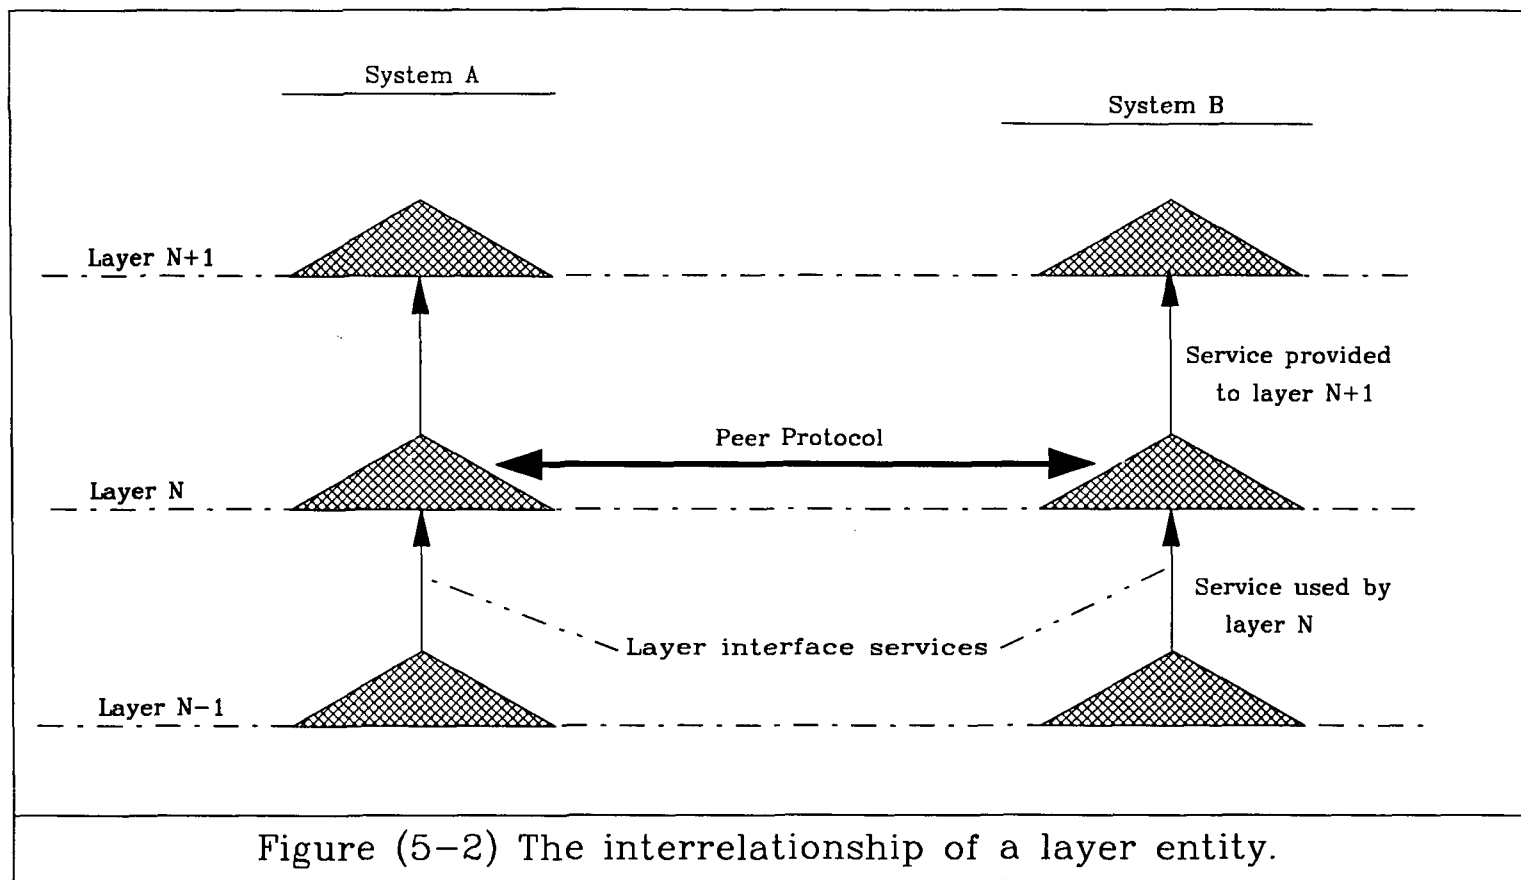 System A
System B
Layer N+1
Service provided
to layer N+1
Peer Protocol
Layer N
Service used by
layer N
Layer interface services
Layer N-1
Figure (5-2) The interrelationship of a layer entity.